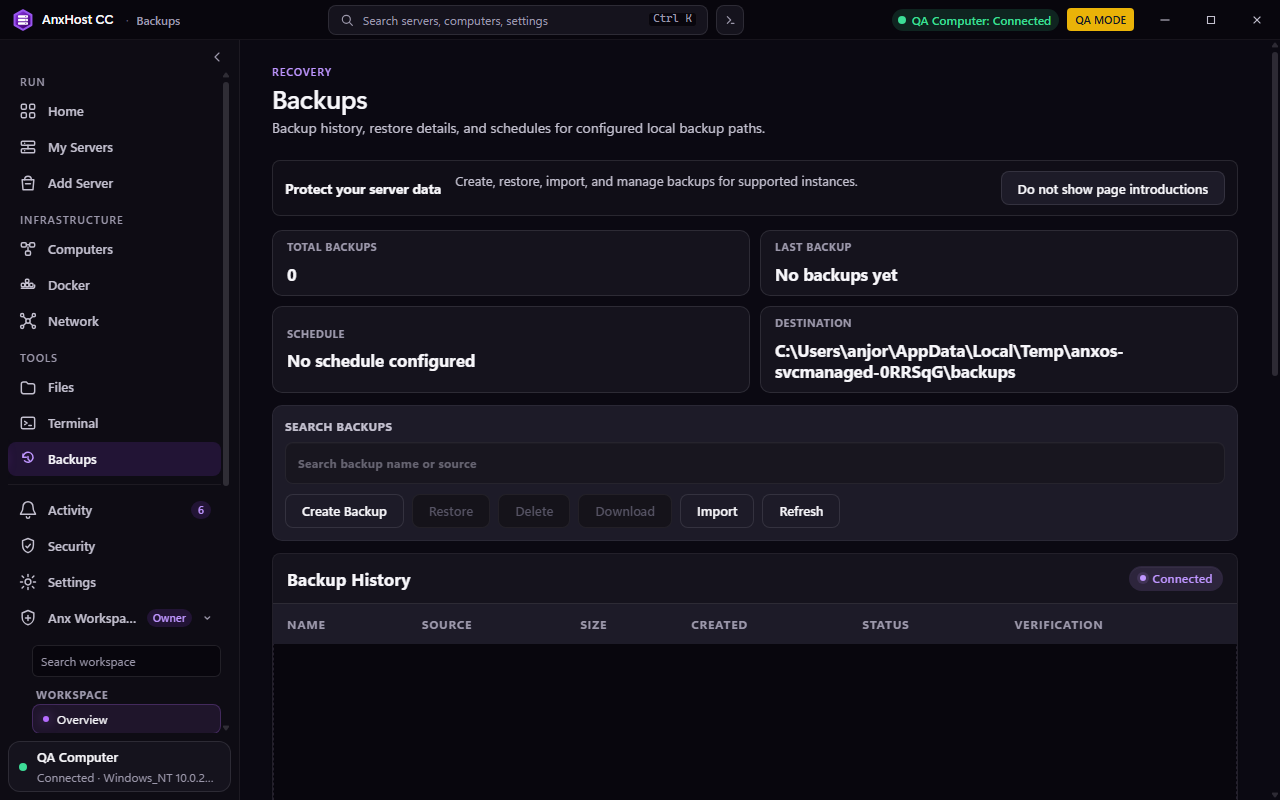 AnxHost CC · Backups
Search servers, computers, settings
Ctrl K
QA Computer: Connected
QA MODE
RUN
Home
My Servers
Add Server
INFRASTRUCTURE
Computers
Docker
Network
TOOLS
Files
Terminal
Backups
Activity
6
Security
Settings
Anx Workspa...
Owner
Search workspace
WORKSPACE
Overview
QA Computer
Connected · Windows_NT 10.0.2...
RECOVERY
Backups
Backup history, restore details, and schedules for configured local backup paths.
Protect your server data
Create, restore, import, and manage backups for supported instances.
Do not show page introductions
TOTAL BACKUPS
0
LAST BACKUP
No backups yet
SCHEDULE
No schedule configured
DESTINATION
C:\Users\anjor\AppData\Local\Temp\anxos-
svcmanaged-0RRSqG\backups
SEARCH BACKUPS
Search backup name or source
Create Backup
Restore
Delete
Download
Import
Refresh
Backup History
Connected
NAME
SOURCE
SIZE
CREATED
STATUS
VERIFICATION